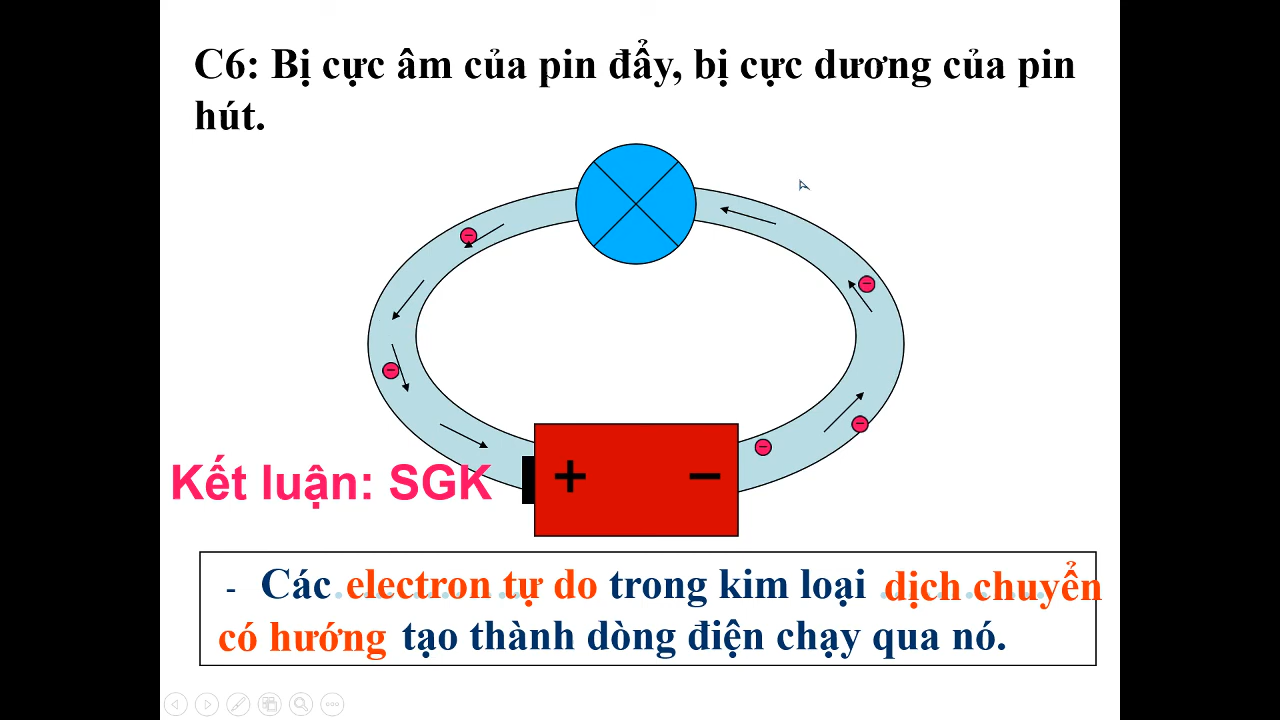 C6: Bị cực âm của pin đẩy, bị cực dương của pin
hút.
Kết luận: SGK
+ −
- Các electron tự do trong kim loại dịch chuyển
có hướng tạo thành dòng điện chạy qua nó.